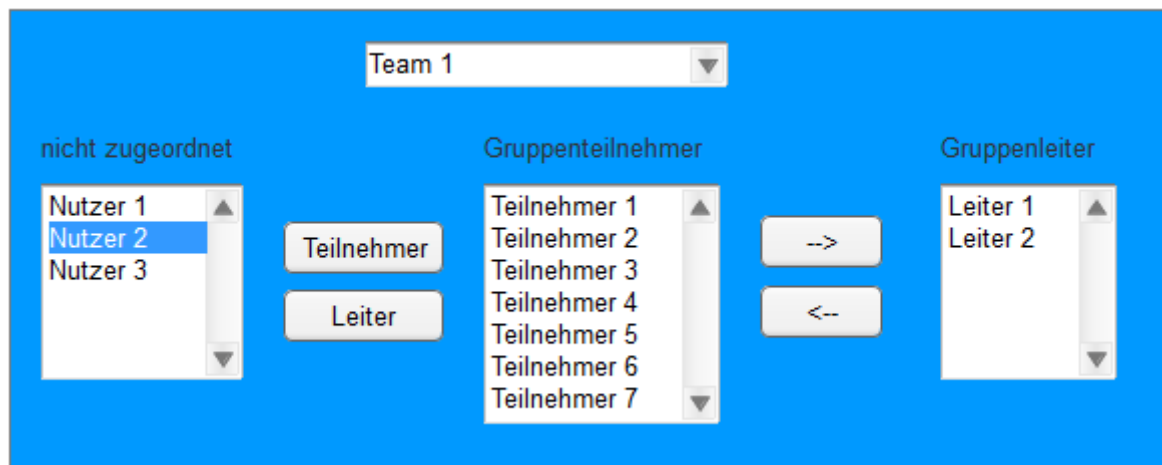 Team 1
nicht zugeordnet
Nutzer 1
Nutzer 2
Nutzer 3
Teilnehmer
Leiter
Gruppenteilnehmer
Teilnehmer 1
Teilnehmer 2
Teilnehmer 3
Teilnehmer 4
Teilnehmer 5
Teilnehmer 6
Teilnehmer 7
-->
<--
Gruppenleiter
Leiter 1
Leiter 2